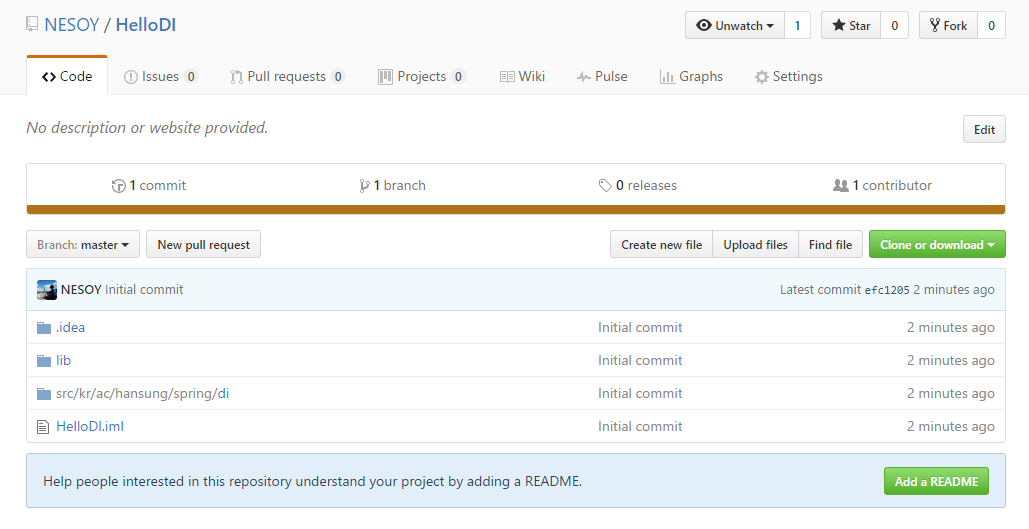 NESOY / HelloDI Unwatch 1 Star 0 Fork 0
Code Issues 0 Pull requests 0 Projects 0 Wiki Pulse Graphs Settings
No description or website provided. Edit
1 commit 1 branch 0 releases 1 contributor
Branch: master New pull request Create new file Upload files Find file Clone or download
NESOY Initial commit Latest commit efc1205 2 minutes ago
.idea Initial commit 2 minutes ago
lib Initial commit 2 minutes ago
src/kr/ac/hansung/spring/di Initial commit 2 minutes ago
HelloDI.iml Initial commit 2 minutes ago
Help people interested in this repository understand your project by adding a README. Add a README